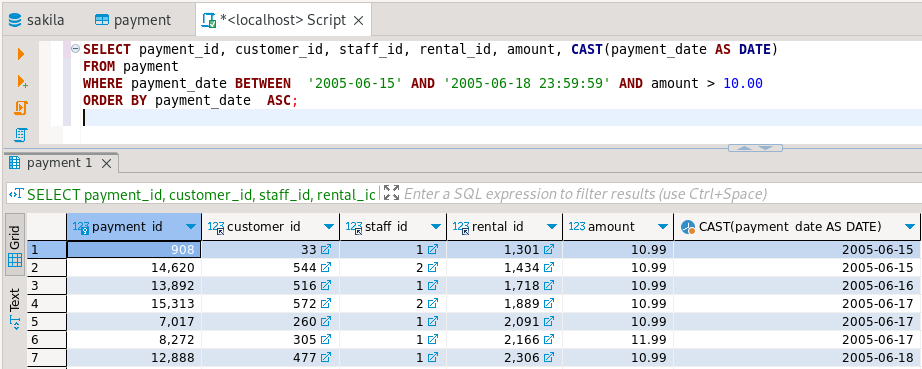 sakila payment *<localhost> Script
SELECT payment_id, customer_id, staff_id, rental_id, amount, CAST(payment_date AS DATE)
FROM payment
WHERE payment_date BETWEEN  '2005-06-15' AND '2005-06-18 23:59:59' AND amount > 10.00
ORDER BY payment_date  ASC;
payment 1
SELECT payment_id, customer_id, staff_id, rental_id Enter a SQL expression to filter results (use Ctrl+Space)
Grid
Text
123 payment_id 123 customer_id 123 staff_id 123 rental_id 123 amount CAST(payment_date AS DATE)
1 908 33 1 1,301 10.99 2005-06-15
2 14,620 544 2 1,434 10.99 2005-06-15
3 13,892 516 1 1,718 10.99 2005-06-16
4 15,313 572 2 1,889 10.99 2005-06-17
5 7,017 260 1 2,091 10.99 2005-06-17
6 8,272 305 1 2,166 11.99 2005-06-17
7 12,888 477 1 2,306 10.99 2005-06-18